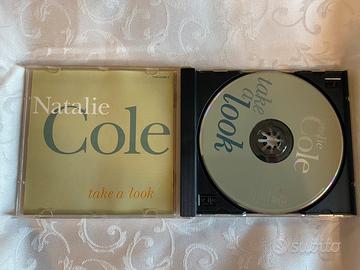 Natalie
Cole
take a look
take
a
look
Natalie
Cole
subito